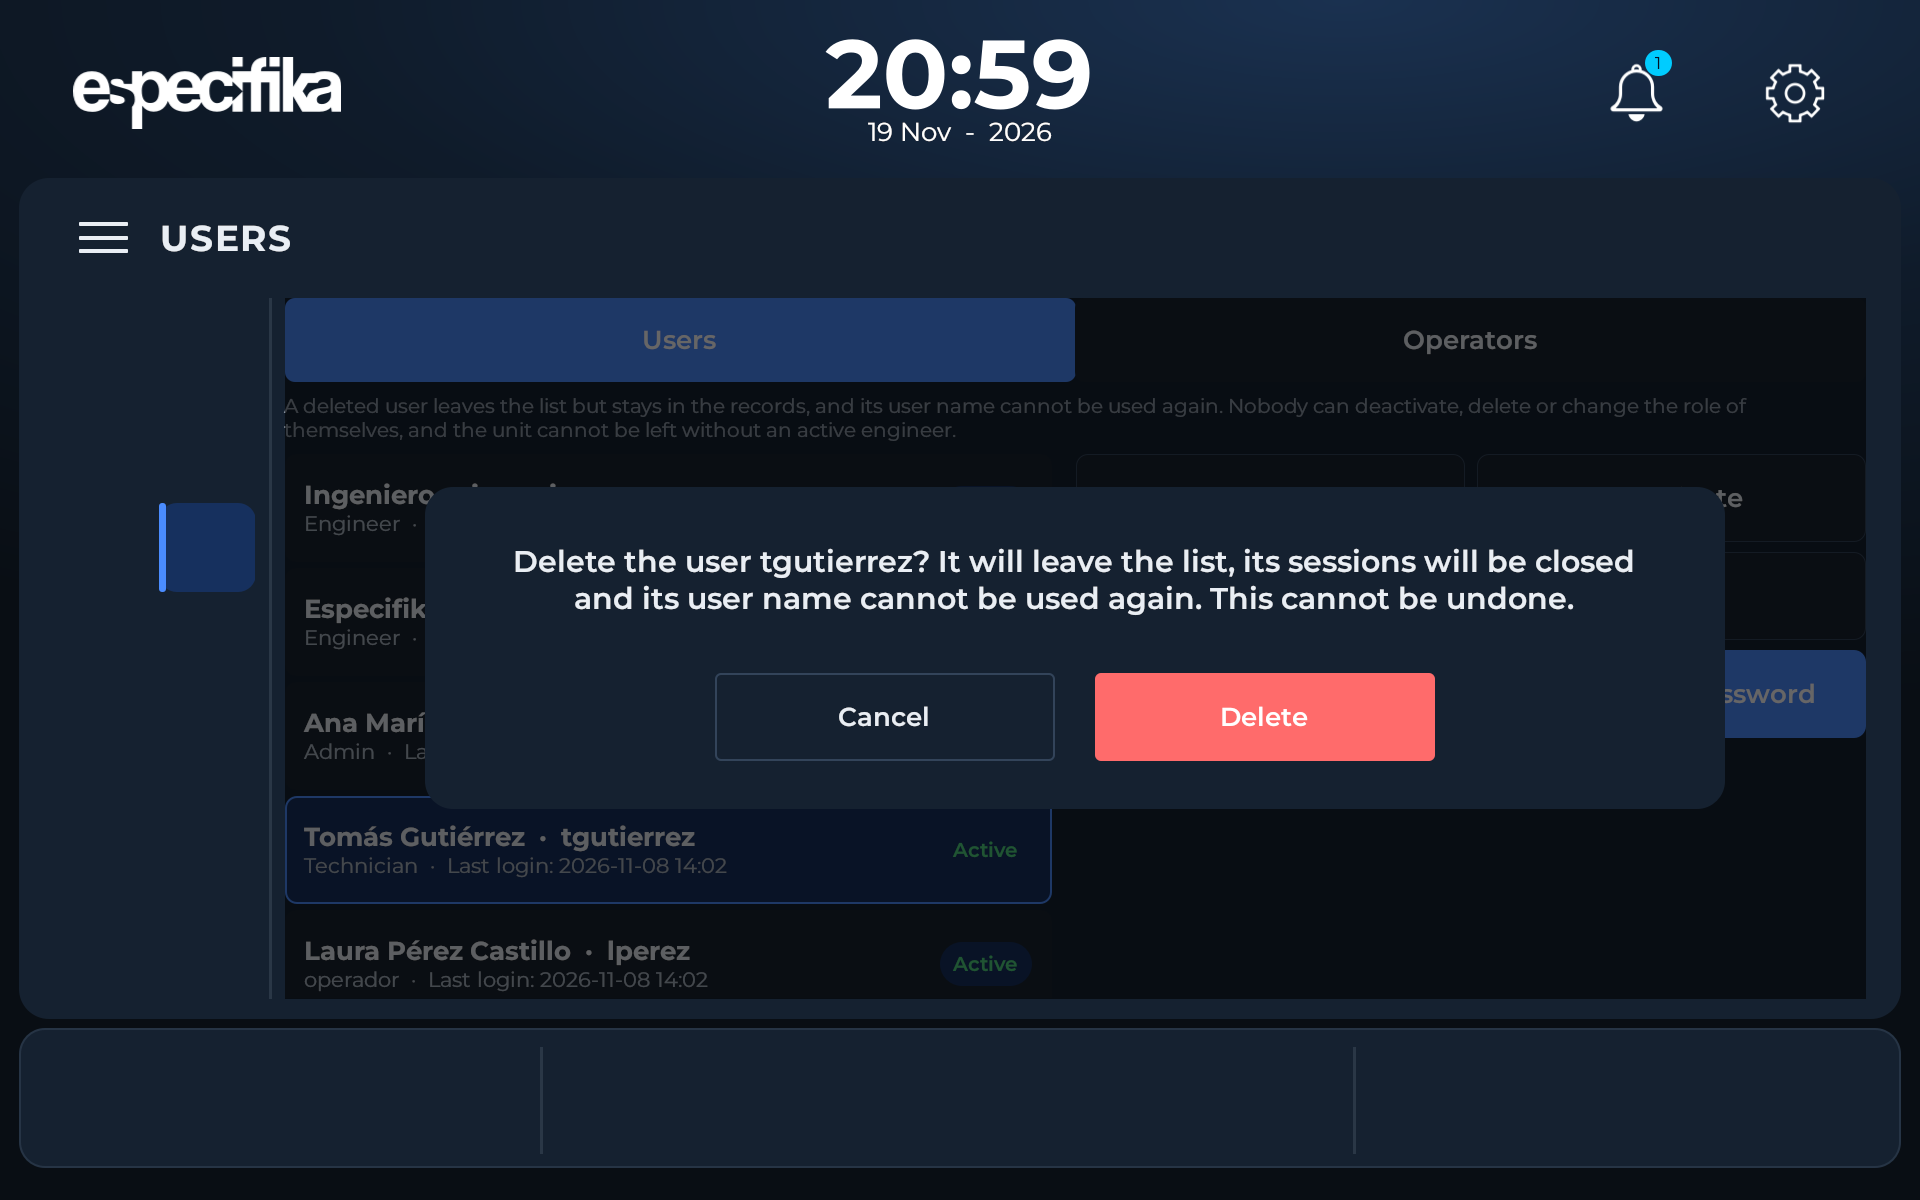 especifika
20:59
19 Nov - 2026
1
USERS
Users
Operators
A deleted user leaves the list but stays in the records, and its user name cannot be used again. Nobody can deactivate, delete or change the role of
themselves, and the unit cannot be left without an active engineer.
Ingeniero
Engineer ·
Delete the user tgutierrez? It will leave the list, its sessions will be closed
and its user name cannot be used again. This cannot be undone.
Cancel
Delete
Especifik
Engineer ·
Ana Marí
Admin · La
ssword
Tomás Gutiérrez · tgutierrez
Technician · Last login: 2026-11-08 14:02
Active
Laura Pérez Castillo · lperez
operador · Last login: 2026-11-08 14:02
Active